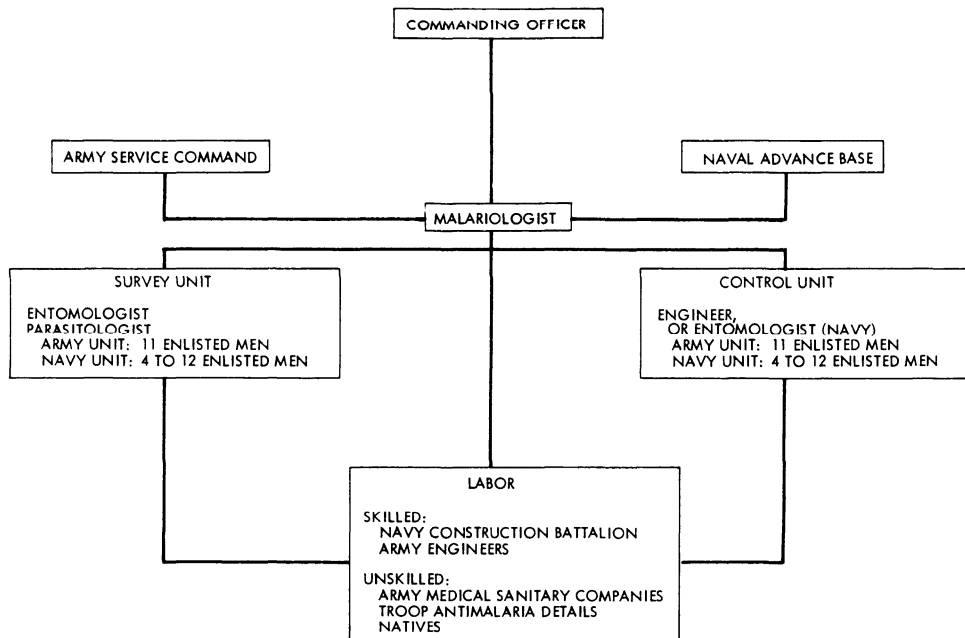 COMMANDING OFFICER
ARMY SERVICE COMMAND
NAVAL ADVANCE BASE
MALARIOLOGIST
SURVEY UNIT
ENTOMOLOGIST
PARASITOLOGIST
ARMY UNIT: 11 ENLISTED MEN
NAVY UNIT: 4 TO 12 ENLISTED MEN
CONTROL UNIT
ENGINEER,
OR ENTOMOLOGIST (NAVY)
ARMY UNIT: 11 ENLISTED MEN
NAVY UNIT: 4 TO 12 ENLISTED MEN
LABOR
SKILLED:
NAVY CONSTRUCTION BATTALION
ARMY ENGINEERS
UNSKILLED:
ARMY MEDICAL SANITARY COMPANIES
TROOP ANTIMALARIA DETAILS
NATIVES